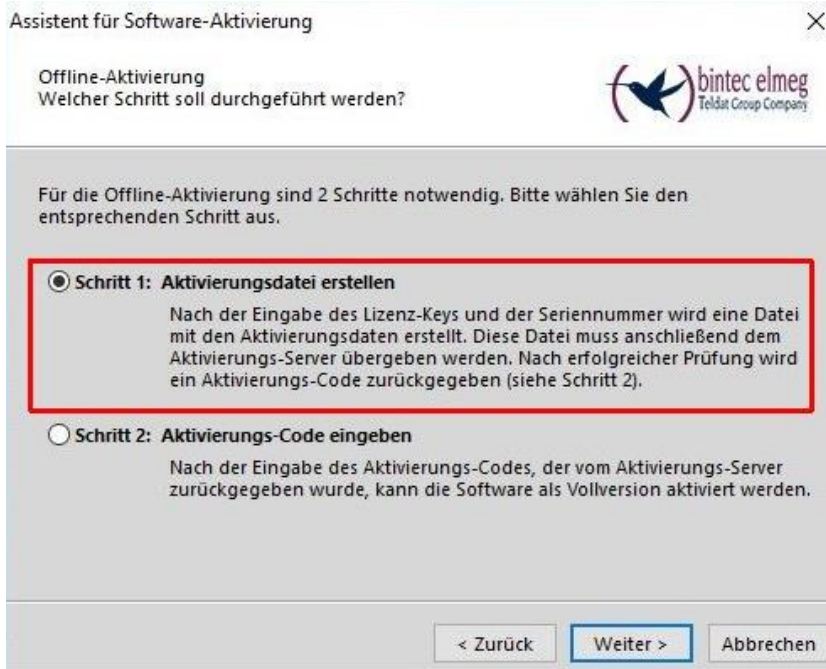 Assistent für Software-Aktivierung
Offline-Aktivierung
Welcher Schritt soll durchgeführt werden?
bintec elmeg
Teldat Group Company
Für die Offline-Aktivierung sind 2 Schritte notwendig. Bitte wählen Sie den
entsprechenden Schritt aus.
Schritt 1: Aktivierungsdatei erstellen
Nach der Eingabe des Lizenz-Keys und der Seriennummer wird eine Datei
mit den Aktivierungsdaten erstellt. Diese Datei muss anschließend dem
Aktivierungs-Server übergeben werden. Nach erfolgreicher Prüfung wird
ein Aktivierungs-Code zurückgegeben (siehe Schritt 2).
Schritt 2: Aktivierungs-Code eingeben
Nach der Eingabe des Aktivierungs-Codes, der vom Aktivierungs-Server
zurückgegeben wurde, kann die Software als Vollversion aktiviert werden.
< Zurück Weiter > Abbrechen